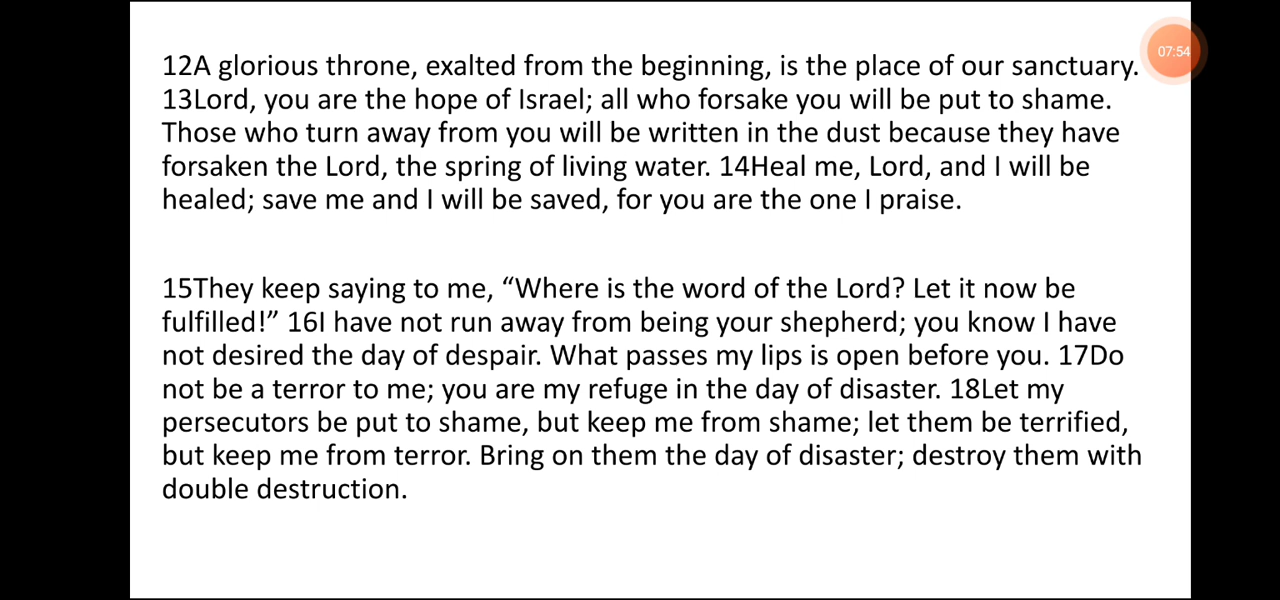 07:54
12A glorious throne, exalted from the beginning, is the place of our sanctuary.
13Lord, you are the hope of Israel; all who forsake you will be put to shame.
Those who turn away from you will be written in the dust because they have
forsaken the Lord, the spring of living water. 14Heal me, Lord, and I will be
healed; save me and I will be saved, for you are the one I praise.
15They keep saying to me, “Where is the word of the Lord? Let it now be
fulfilled!” 16I have not run away from being your shepherd; you know I have
not desired the day of despair. What passes my lips is open before you. 17Do
not be a terror to me; you are my refuge in the day of disaster. 18Let my
persecutors be put to shame, but keep me from shame; let them be terrified,
but keep me from terror. Bring on them the day of disaster; destroy them with
double destruction.